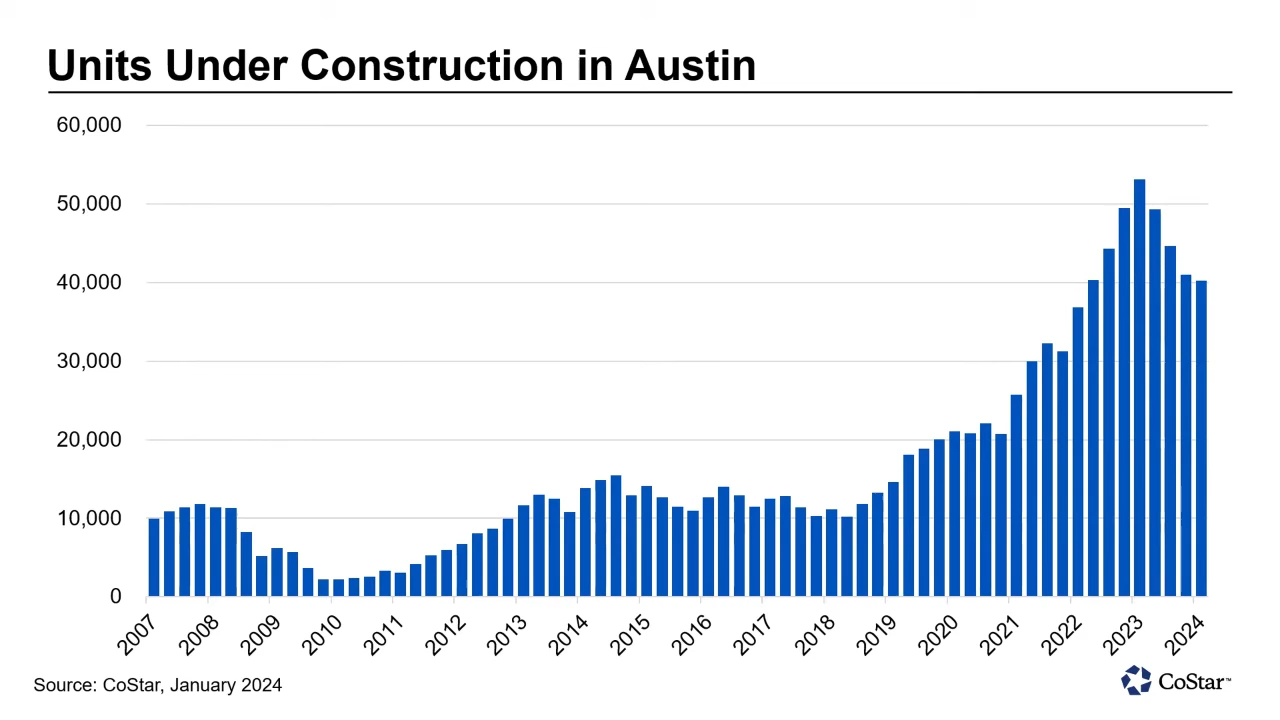 Units Under Construction in Austin
60,000
50,000
40,000
30,000
20,000
10,000
0
2007 2008 2009 2010 2011 2012 2013 2014 2015 2016 2017 2018 2019 2020 2021 2022 2023 2024
Source: CoStar, January 2024
CoStar™